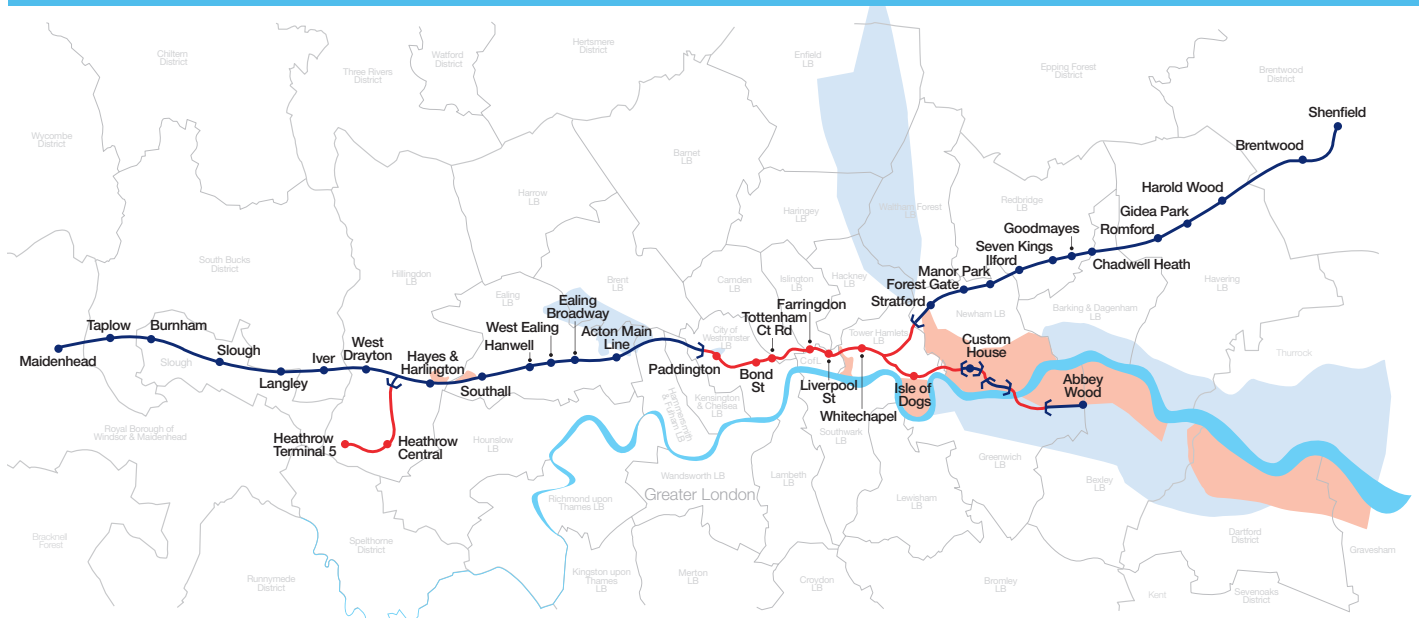 Chiltern
District
Three Rivers
District
Watford
District
Hertsmere
District
Enfield
LB
Epping Forest
District
Brentwood
District
Wycombe
District
Shenfield
Brentwood
Barnet
LB
Harrow
LB
Haringey
LB
Waltham Forest
LB
Redbridge
LB
Harold Wood
Gidea Park
Romford
Goodmayes
Seven Kings
Ilford
Chadwell Heath
Havering
LB
South Bucks
District
Hillingdon
LB
Ealing
LB
Brent
LB
Camden
LB
Islington
LB
Hackney
LB
Manor Park
Forest Gate
Stratford
Newham LB
Barking & Dagenham
LB
Taplow
Burnham
Maidenhead
Slough
Slough
Langley
Iver
West
Drayton
Hayes &
Harlington
Southall
Hanwell
West Ealing
Ealing
Broadway
Acton Main
Line
Paddington
City of
Westminster
LB
Bond
St
Tottenham
Ct Rd
Farringdon
CofL
Liverpool
St
Whitechapel
Tower Hamlets
LB
Isle of
Dogs
Custom
House
Abbey
Wood
Thurrock
Royal Borough of
Windsor & Maidenhead
Heathrow
Terminal 5
Heathrow
Central
Hounslow
LB
Hammersmith
& Fulham LB
Kensington
& Chelsea
LB
Southwark
LB
Greenwich
LB
Bexley
LB
Wandsworth LB
Lambeth
LB
Lewisham
LB
Richmond upon
Thames LB
Greater London
Dartford
District
Gravesham
Bracknell
Forest
Spelthorne
District
Runnymede
District
Kingston upon
Thames
LB
Merton
LB
Croydon
LB
Bromley
LB
Kent
Sevenoaks
District